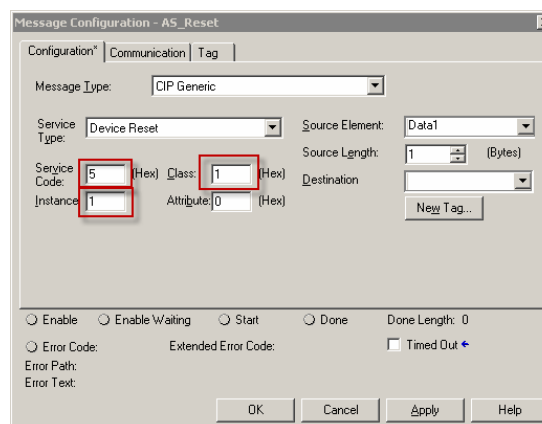 Message Configuration - AS_Reset
Configuration* Communication Tag
Message Type: CIP Generic
Service Type: Device Reset
Source Element: Data1
Source Length: 1 (Bytes)
Service Code: 5 (Hex) Class: 1 (Hex)
Destination
Instance 1 Attribute: 0 (Hex)
New Tag...
Enable Enable Waiting Start Done Done Length: 0
Error Code: Extended Error Code: Timed Out
Error Path:
Error Text:
OK Cancel Apply Help